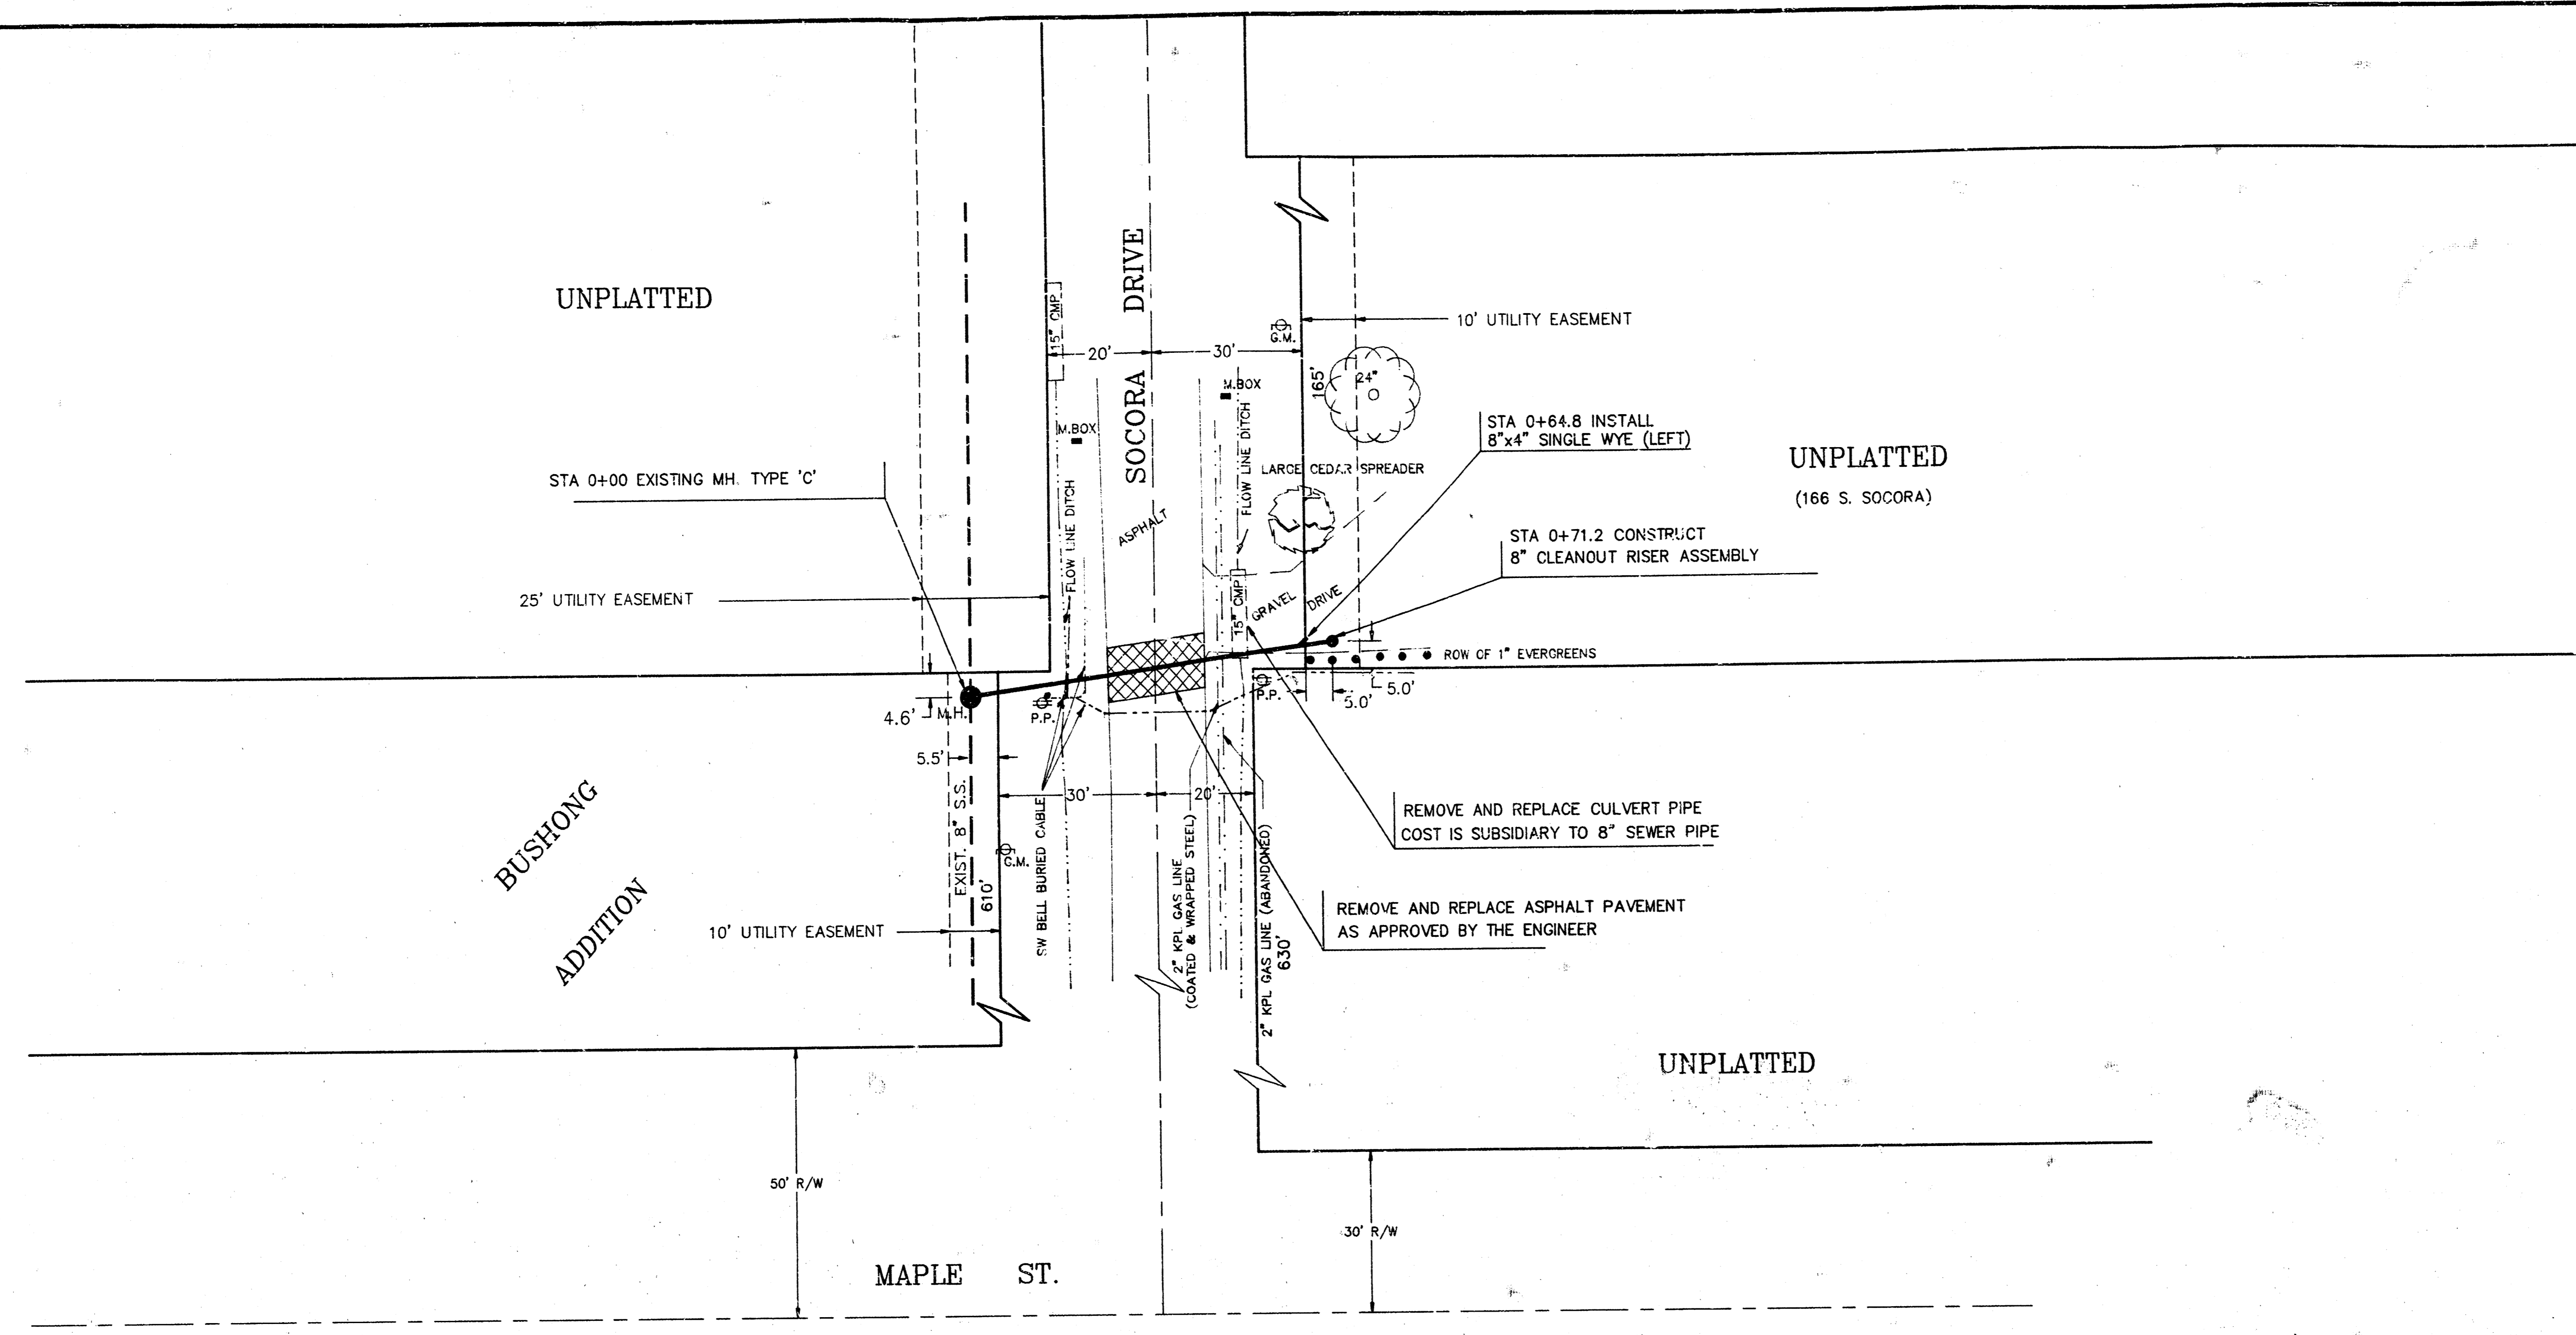 UNPLATTED
15" CMP
SOCORA DRIVE
G.M.
10' UTILITY EASEMENT
20'
30'
165'
24"
M.BOX
M.BOX
FLOW LINE DITCH
STA 0+64.8 INSTALL
8"x4" SINGLE WYE (LEFT)
UNPLATTED
(166 S. SOCORA)
LARGE CEDAR SPREADER
STA 0+00 EXISTING MH. TYPE 'C'
FLOW LINE DITCH
ASPHALT
STA 0+71.2 CONSTRUCT
8" CLEANOUT RISER ASSEMBLY
25' UTILITY EASEMENT
15" CMP
GRAVEL DRIVE
ROW OF 1" EVERGREENS
4.6'
M.H.
P.P.
P.P.
5.0'
5.0'
5.5'
EXIST. 8" S.S.
30'
20'
BUSHONG
ADDITION
G.M.
610'
SW BELL BURIED CABLE
2" KPL GAS LINE
(COATED & WRAPPED STEEL)
2" KPL GAS LINE (ABANDONED)
630'
REMOVE AND REPLACE CULVERT PIPE
COST IS SUBSIDIARY TO 8" SEWER PIPE
10' UTILITY EASEMENT
REMOVE AND REPLACE ASPHALT PAVEMENT
AS APPROVED BY THE ENGINEER
UNPLATTED
50' R/W
30' R/W
MAPLE ST.